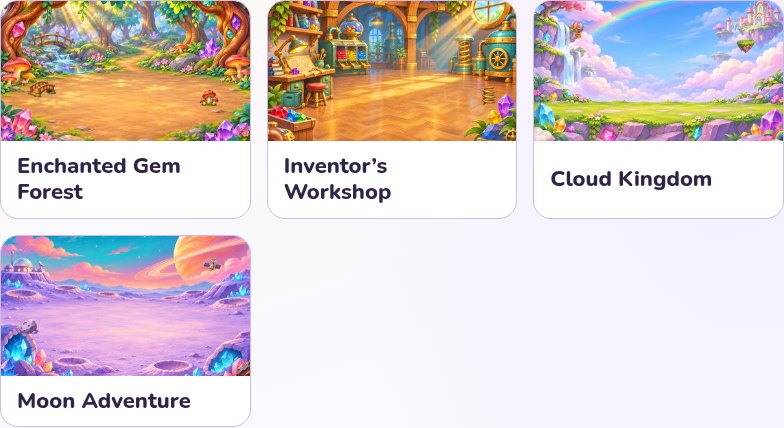 Enchanted Gem
Forest
Inventor’s
Workshop
Cloud Kingdom
Moon Adventure